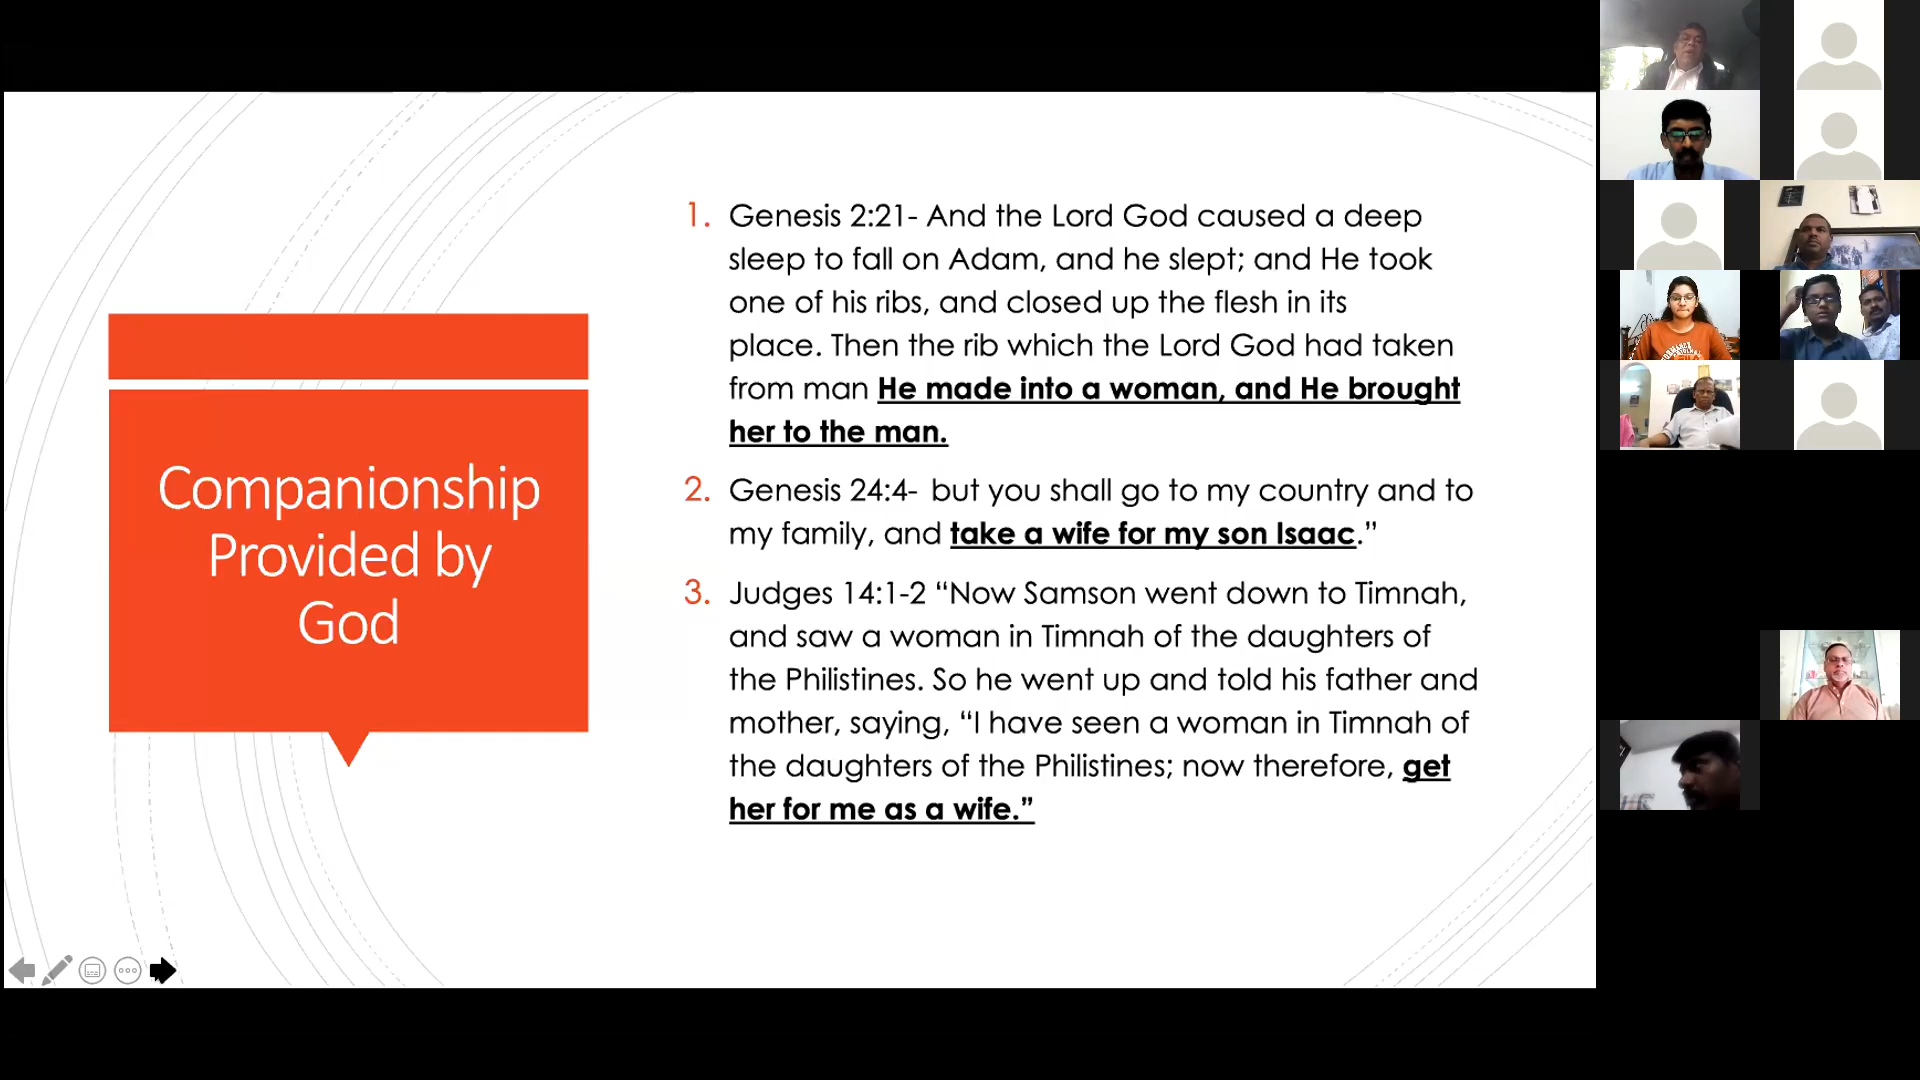 Companionship
Provided by
God
1. Genesis 2:21- And the Lord God caused a deep
sleep to fall on Adam, and he slept; and He took
one of his ribs, and closed up the flesh in its
place. Then the rib which the Lord God had taken
from man He made into a woman, and He brought
her to the man.
2. Genesis 24:4- but you shall go to my country and to
my family, and take a wife for my son Isaac.”
3. Judges 14:1-2 “Now Samson went down to Timnah,
and saw a woman in Timnah of the daughters of
the Philistines. So he went up and told his father and
mother, saying, “I have seen a woman in Timnah of
the daughters of the Philistines; now therefore, get
her for me as a wife.”